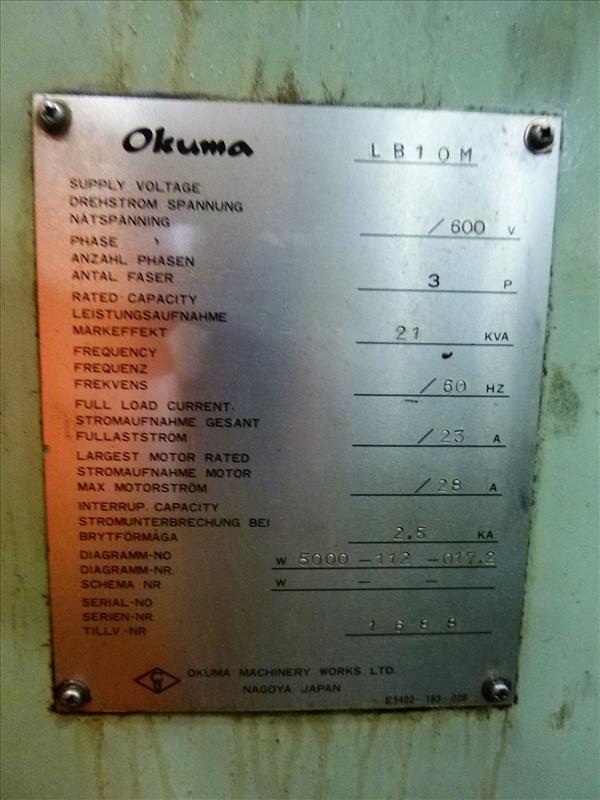 Okuma LB10M
SUPPLY VOLTAGE
DREHSTROM SPANNUNG
NATSPANNING /600 V
PHASE
ANZAHL PHASEN
ANTAL FASER 3 P
RATED CAPACITY
LEISTUNGSAUFNAHME
MARKEFFEKT 21 KVA
FREQUENCY
FREQUENZ
FREKVENS /60 HZ
FULL LOAD CURRENT.
STROMAUFNAHME GESANT
FULLASTSTRÖM /23 A
LARGEST MOTOR RATED
STROMAUFNAHME MOTOR
MAX MOTORSTRÖM /28 A
INTERRUP. CAPACITY
STROMUNTERBRECHUNG BEI
BRYTFÖRMÅGA 2.5 KA
DIAGRAMM-NO W 5000-112-017.2
DIAGRAMM-NR.
SCHEMA NR W - -
SERIAL-NO
SERIEN-NR.
TILLV-NR 1688
OKUMA MACHINERY WORKS LTD.
NAGOYA JAPAN